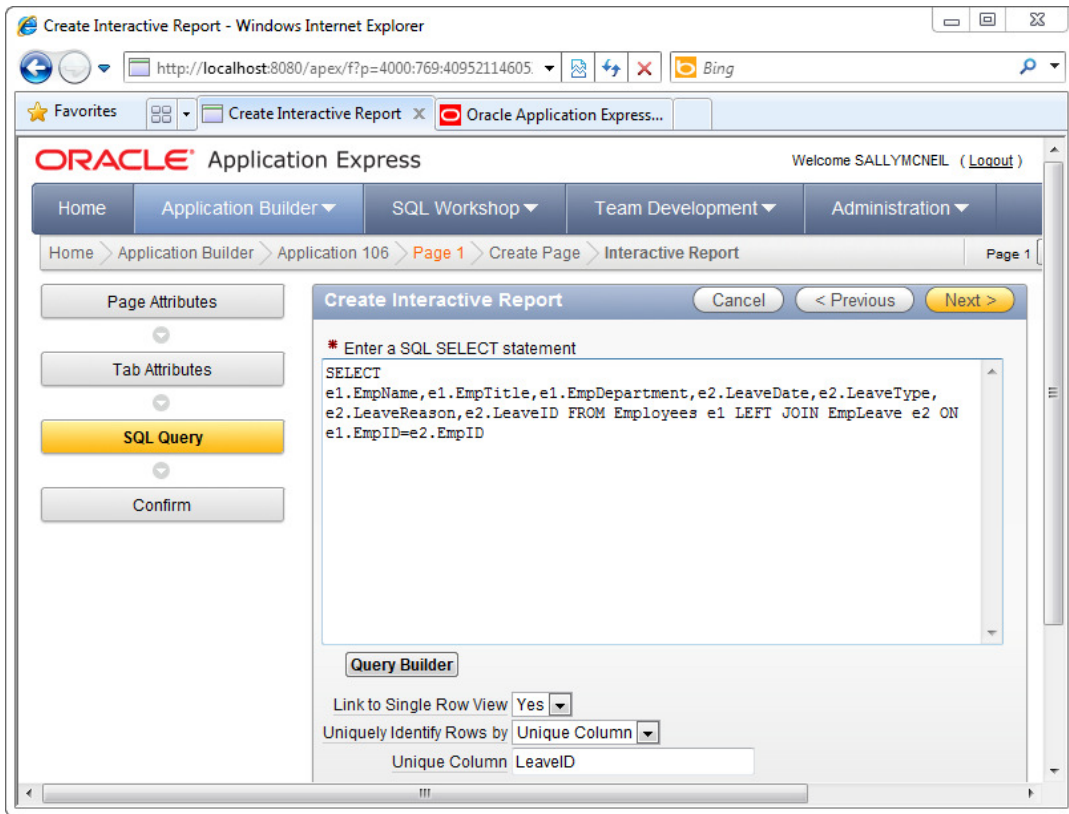 Create Interactive Report - Windows Internet Explorer
http://localhost:8080/apex/f?p=4000:769:40952114605
Bing
Favorites
Create Interactive Report X
Oracle Application Express...
ORACLE Application Express
Welcome SALLYMCNEIL ( Logout )
Home Application Builder SQL Workshop Team Development Administration
Home Application Builder Application 106 Page 1 Create Page Interactive Report Page 1
Page Attributes
Tab Attributes
SQL Query
Confirm
Create Interactive Report Cancel < Previous Next >
* Enter a SQL SELECT statement
SELECT
e1.EmpName,e1.EmpTitle,e1.EmpDepartment,e2.LeaveDate,e2.LeaveType,
e2.LeaveReason,e2.LeaveID FROM Employees e1 LEFT JOIN EmpLeave e2 ON
e1.EmpID=e2.EmpID
Query Builder
Link to Single Row View Yes
Uniquely Identify Rows by Unique Column
Unique Column LeaveID